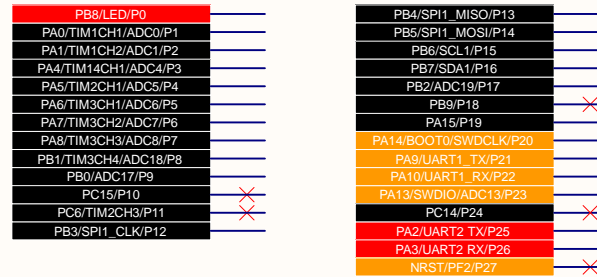 PB8/LED/P0
PA0/TIM1CH1/ADC0/P1
PA1/TIM1CH2/ADC1/P2
PA4/TIM14CH1/ADC4/P3
PA5/TIM2CH1/ADC5/P4
PA6/TIM3CH1/ADC6/P5
PA7/TIM3CH2/ADC7/P6
PA8/TIM3CH3/ADC8/P7
PB1/TIM3CH4/ADC18/P8
PB0/ADC17/P9
PC15/P10
PC6/TIM2CH3/P11
PB3/SPI1_CLK/P12
PB4/SPI1_MISO/P13
PB5/SPI1_MOSI/P14
PB6/SCL1/P15
PB7/SDA1/P16
PB2/ADC19/P17
PB9/P18
PA15/P19
PA14/BOOT0/SWDCLK/P20
PA9/UART1_TX/P21
PA10/UART1_RX/P22
PA13/SWDIO/ADC13/P23
PC14/P24
PA2/UART2 TX/P25
PA3/UART2 RX/P26
NRST/PF2/P27